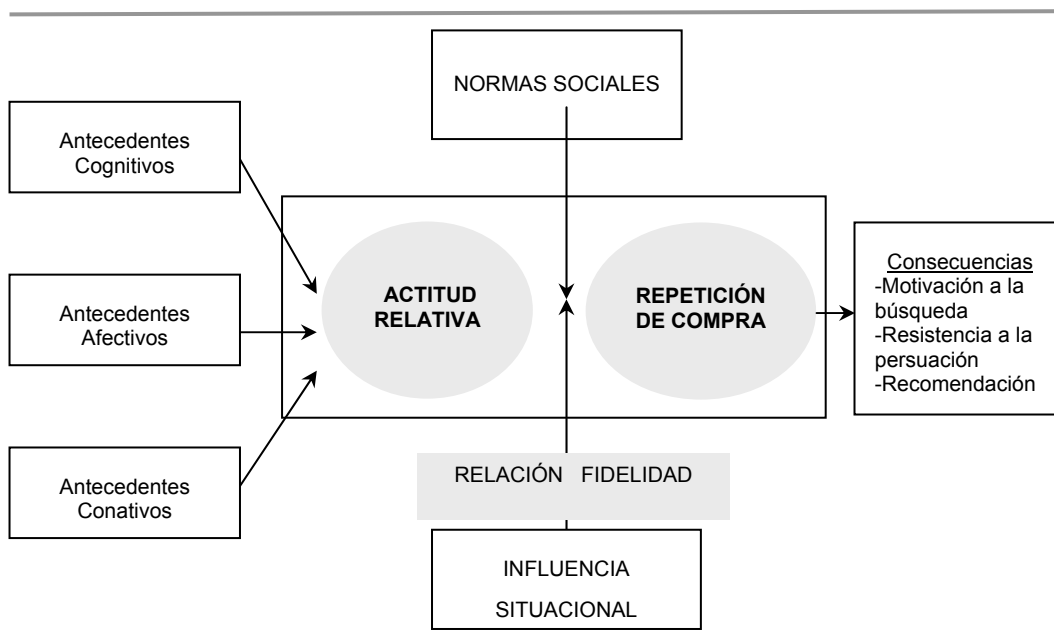 NORMAS SOCIALES
Antecedentes
Cognitivos
Antecedentes
Afectivos
Antecedentes
Conativos
ACTITUD
RELATIVA
REPETICIÓN
DE COMPRA
Consecuencias
-Motivación a la
búsqueda
-Resistencia a la
persuación
-Recomendación
RELACIÓN FIDELIDAD
INFLUENCIA
SITUACIONAL